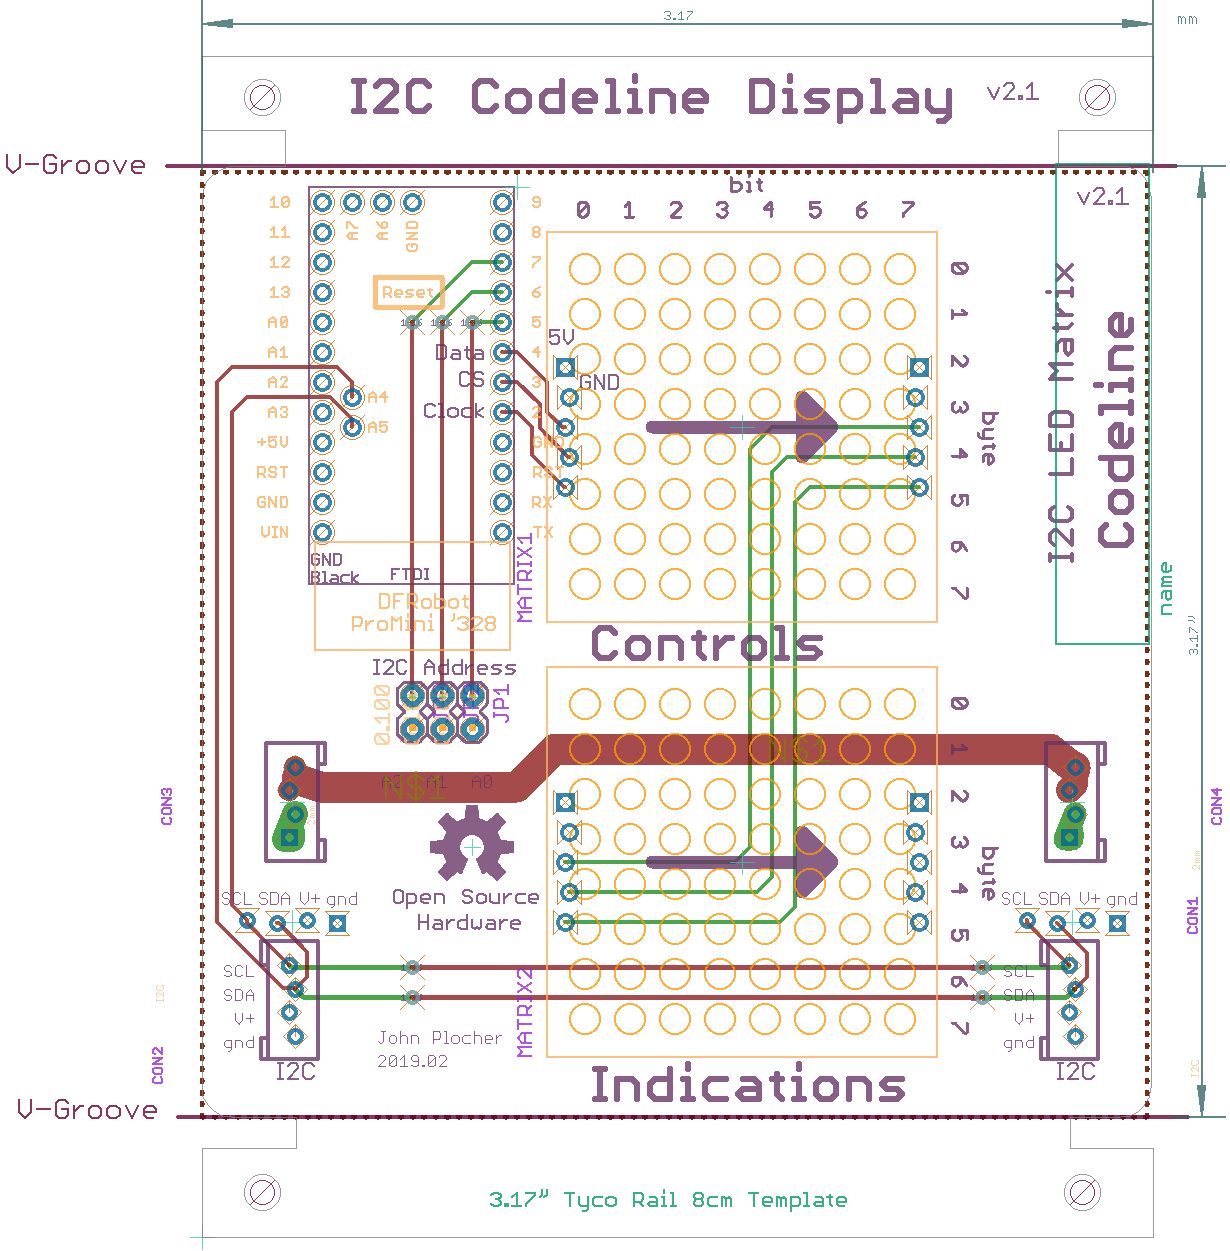 3.17
mm
I2C Codeline Display
v2.1
V-Groove
bit
0 1 2 3 4 5 6 7
v2.1
10
11
12
13
A0
A1
A2
A3
+5V
RST
GND
VIN
A7
A6
GND
9
8
7
6
5
4
3
2
GND
RST
RX
TX
Reset
Data
CS
Clock
A4
A5
5V
GND
0
1
2
3
4
5
6
7
byte
I2C LED Matrix
Codeline
name
3.17"
GND
Black
FTDI
DFRobot
ProMini '328
MATRIX1
Controls
I2C Address
0.100
JP1
N$1
A2 A1 A0
N$1
CON3
2mm
CON4
2mm
0
1
2
3
4
5
6
7
byte
Open Source
Hardware
SCL SDA V+ gnd
SCL SDA V+ gnd
CON1
SCL
SDA
V+
gnd
I2C
I2C
CON2
SCL
SDA
V+
gnd
I2C
I2C
MATRIX2
John Plocher
2019.02
Indications
V-Groove
3.17" Tyco Rail 8cm Template